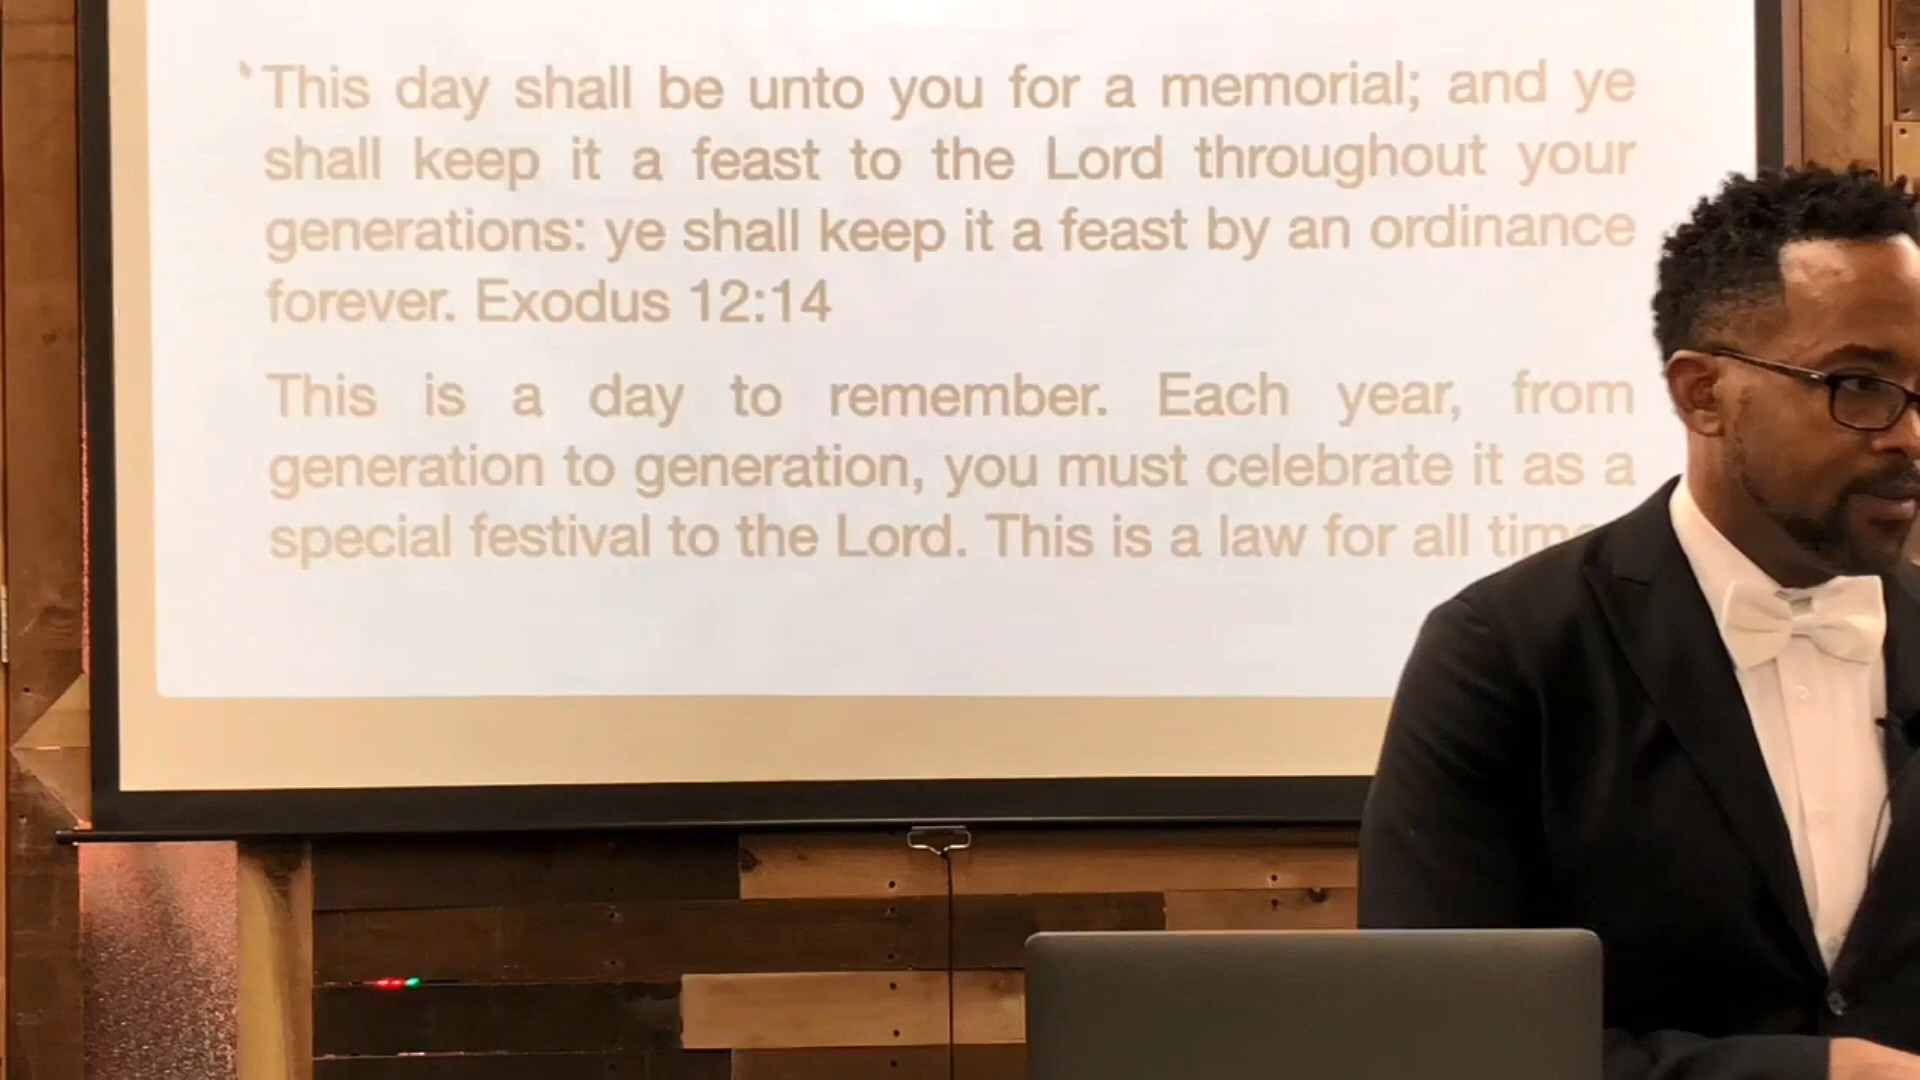 This day shall be unto you for a memorial; and ye
shall keep it a feast to the Lord throughout your
generations: ye shall keep it a feast by an ordinance
forever. Exodus 12:14
This is a day to remember. Each year, from
generation to generation, you must celebrate it as a
special festival to the Lord. This is a law for all